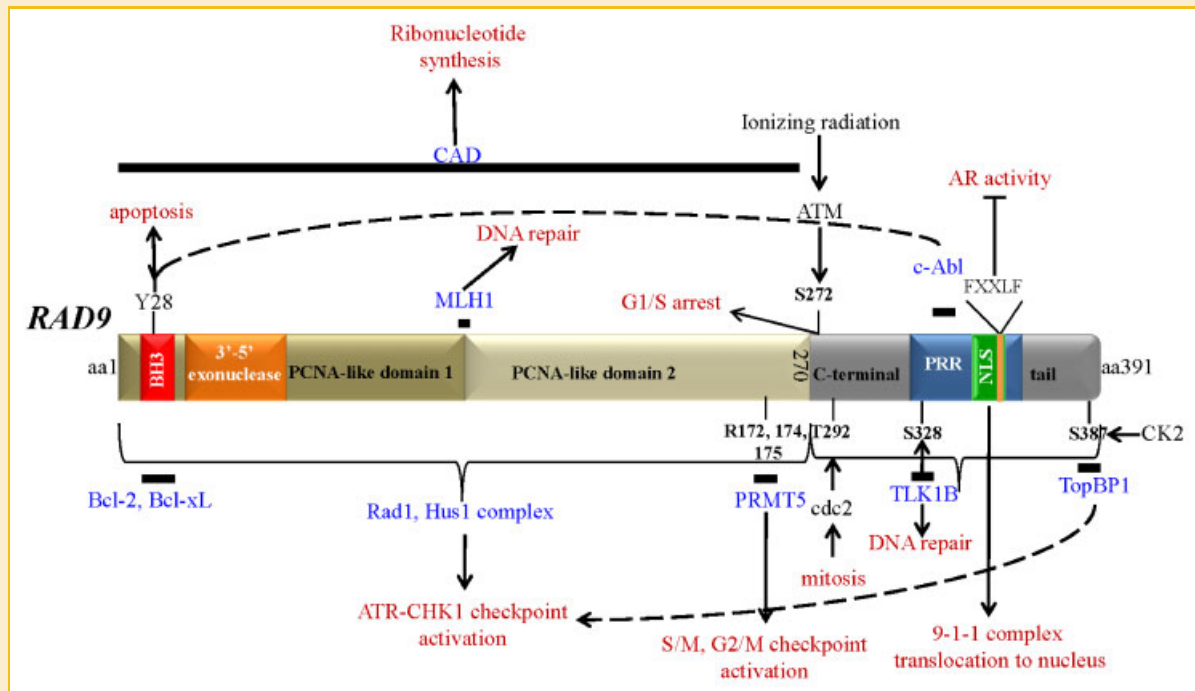 Ribonucleotide
synthesis
Ionizing radiation
CAD
AR activity
apoptosis
ATM
DNA repair
c-Abl
Y28
MLH1
S272
FXXLF
G1/S arrest
RAD9
aa1
BH3
3'-5'
exonuclease
PCNA-like domain 1
PCNA-like domain 2
270
C-terminal
PRR
NLS
tail
aa391
R172, 174,
175
T292
S328
S387
CK2
Bcl-2, Bcl-xL
Rad1, Hus1 complex
PRMT5
cdc2
TLK1B
TopBP1
DNA repair
mitosis
ATR-CHK1 checkpoint
activation
S/M, G2/M checkpoint
activation
9-1-1 complex
translocation to nucleus